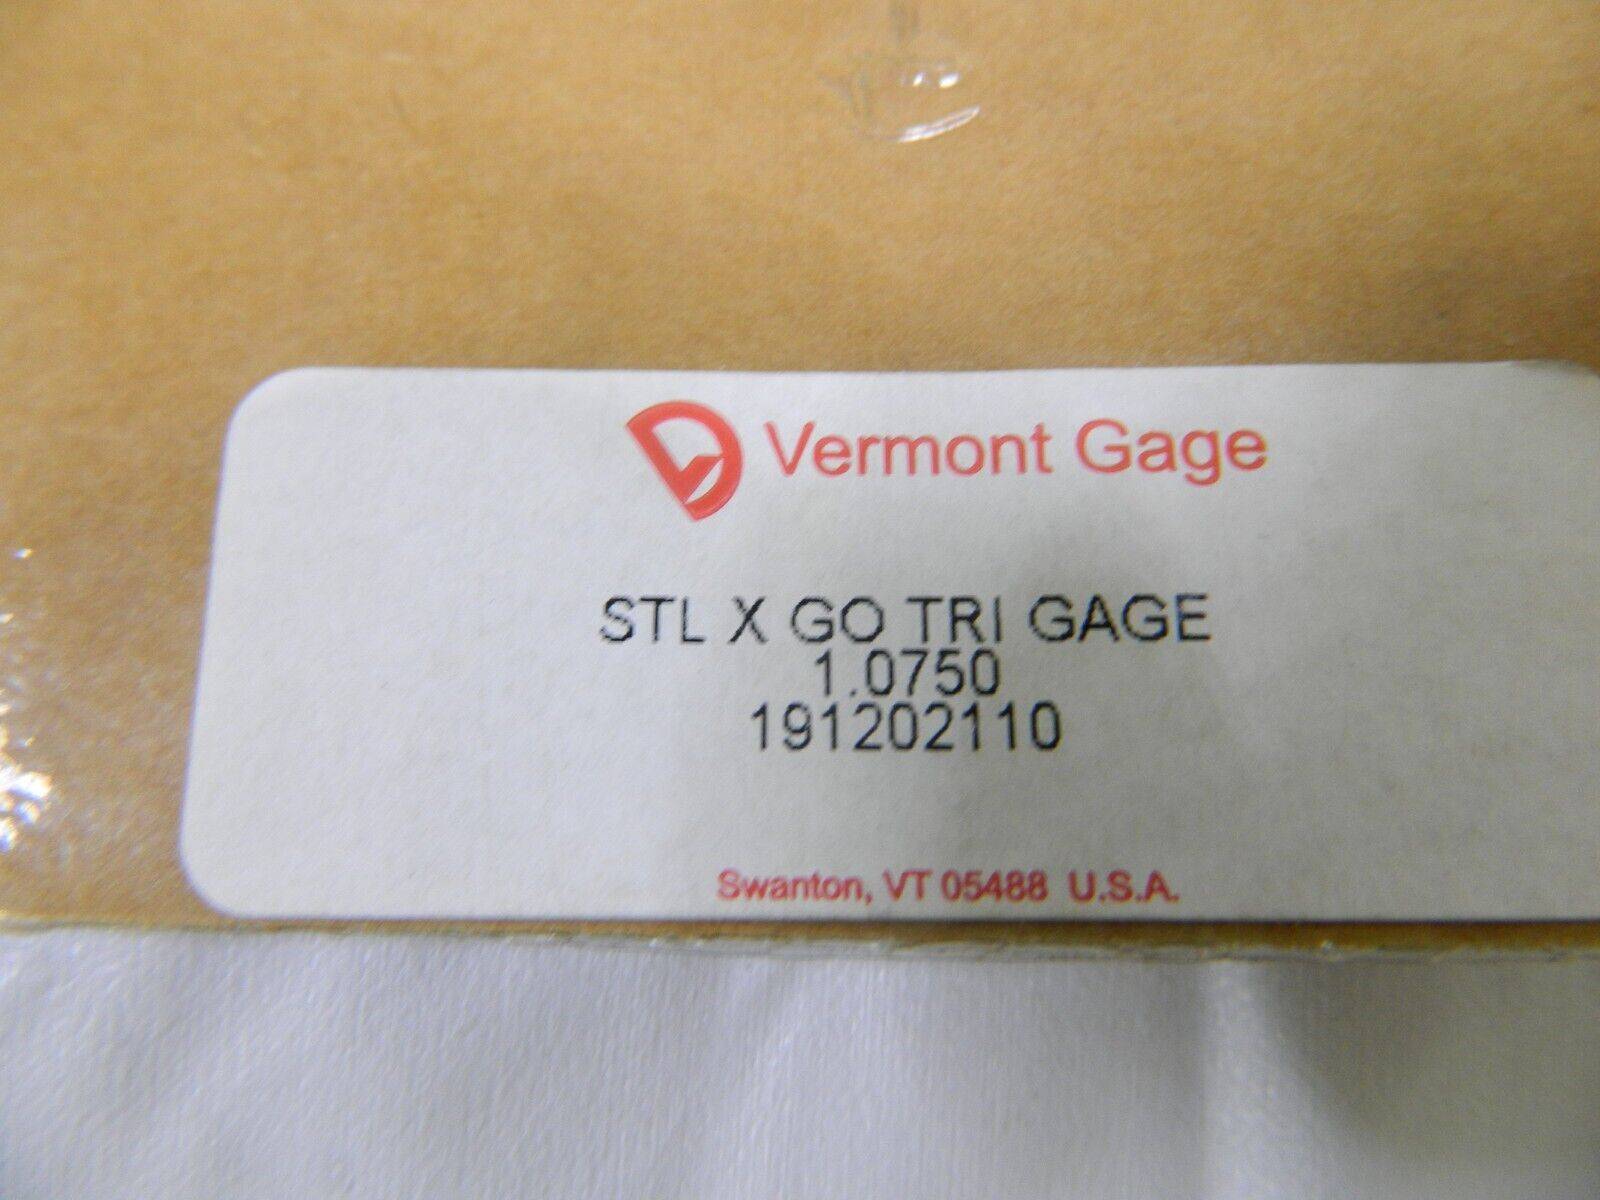 Vermont Gage
STL X GO TRI GAGE
1.0750
191202110
Swanton, VT 05488 U.S.A.